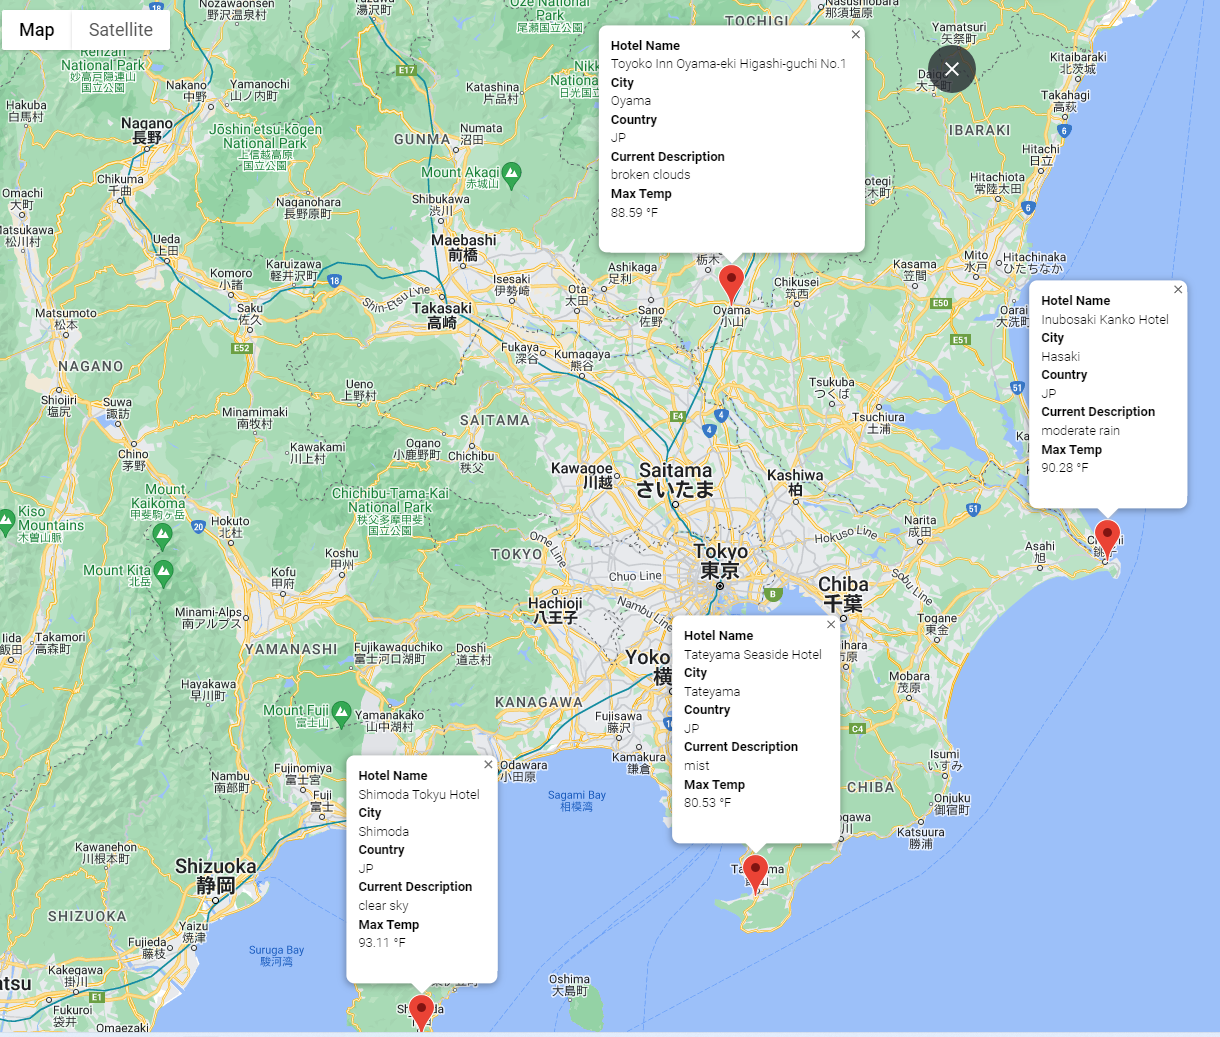 Map
Satellite
Nozawaonsen
野沢温泉村
湯沢町
Oze National
Park
尾瀬国立公園
TOCHIGI
Nasushiobara
那須塩原
Yamatsuri
矢祭町
Kitaibaraki
北茨城
Takahagi
高萩
National Park
妙高戸隠連山
国立公園
Nakano
中野
Yamanochi
山ノ内町
E17
Katashina
片品村
Hakuba
白馬村
Nagano
長野
Jōshin'etsu-kōgen
National Park
上信越高原
国立公園
GUNMA
Numata
沼田
IBARAKI
6
Hitachi
日立
Mount Akagi
赤城山
Chikuma
千曲
Omachi
大町
Naganohara
長野原町
Shibukawa
渋川
Hitachiota
常陸太田
6
Hotel Name
Toyoko Inn Oyama-eki Higashi-guchi No.1
City
Oyama
Country
JP
Current Description
broken clouds
Max Temp
88.59 °F
松川村
Ueda
上田
Maebashi
前橋
Karuizawa
軽井沢町
18
Komoro
小諸
Isesaki
伊勢崎
Ota
太田
Ashikaga
足利
栃木
Chikusei
筑西
Kasama
笠間
Mito
水戸
Hitachinaka
ひたちなか
Shin-Etsu Line
Takasaki
高崎
Saku
佐久
Sano
佐野
Oyama
小山
E50
大洗町
Matsumoto
松本
E52
E51
Fukaya
深谷
Kumagaya
熊谷
NAGANO
Ueno
上野村
Tsukuba
つくば
51
Shiojiri
塩尻
Suwa
諏訪
Minamimaki
南牧村
SAITAMA
E4
4
4
Tsuchiura
土浦
Hotel Name
Inubosaki Kanko Hotel
City
Hasaki
Country
JP
Current Description
moderate rain
Max Temp
90.28 °F
Chino
茅野
Kawakami
川上村
Ogano
小鹿野町
Chichibu
秩父
Kawagoe
川越
Saitama
さいたま
Kashiwa
柏
Mount
Kaikoma
甲斐駒ヶ岳
Chichibu-Tama-Kai
National Park
秩父多摩甲斐
国立公園
Kiso
Mountains
木曽山脈
20
Hokuto
北杜
Hokuso Line
Narita
成田
51
Ome Line
TOKYO
Koshu
甲州
Tokyo
東京
Asahi
旭
Mount Kita
北岳
Kofu
甲府
Chuo Line
B
Chiba
千葉
Sobu Line
Minami-Alps
南アルプス
Hachioji
八王子
Nambu Line
Togane
東金
Iida
飯田
Takamori
高森町
YAMANASHI
Fujikawaguchiko
富士河口湖町
Doshi
道志村
Hotel Name
Tateyama Seaside Hotel
City
Tateyama
Country
JP
Current Description
mist
Max Temp
80.53 °F
Hayakawa
早川町
Mobara
茂原
Mount Fuji
富士山
Yamanakako
山中湖村
KANAGAWA
Fujisawa
藤沢
C4
Kamakura
鎌倉
Isumi
いすみ
Odawara
小田原
Nambu
南部町
Fujinomiya
富士宮
Fuji
富士
CHIBA
Onjuku
御宿町
Sagami Bay
相模湾
Katsuura
勝浦
Hotel Name
Shimoda Tokyu Hotel
City
Shimoda
Country
JP
Current Description
clear sky
Max Temp
93.11 °F
Kawanehon
川根本町
Shizuoka
静岡
SHIZUOKA
Yaizu
焼津
Fujieda
藤枝
Suruga Bay
駿河湾
Kakegawa
掛川
E1
Fukuroi
袋井
Omaezaki
Oshima
大島町